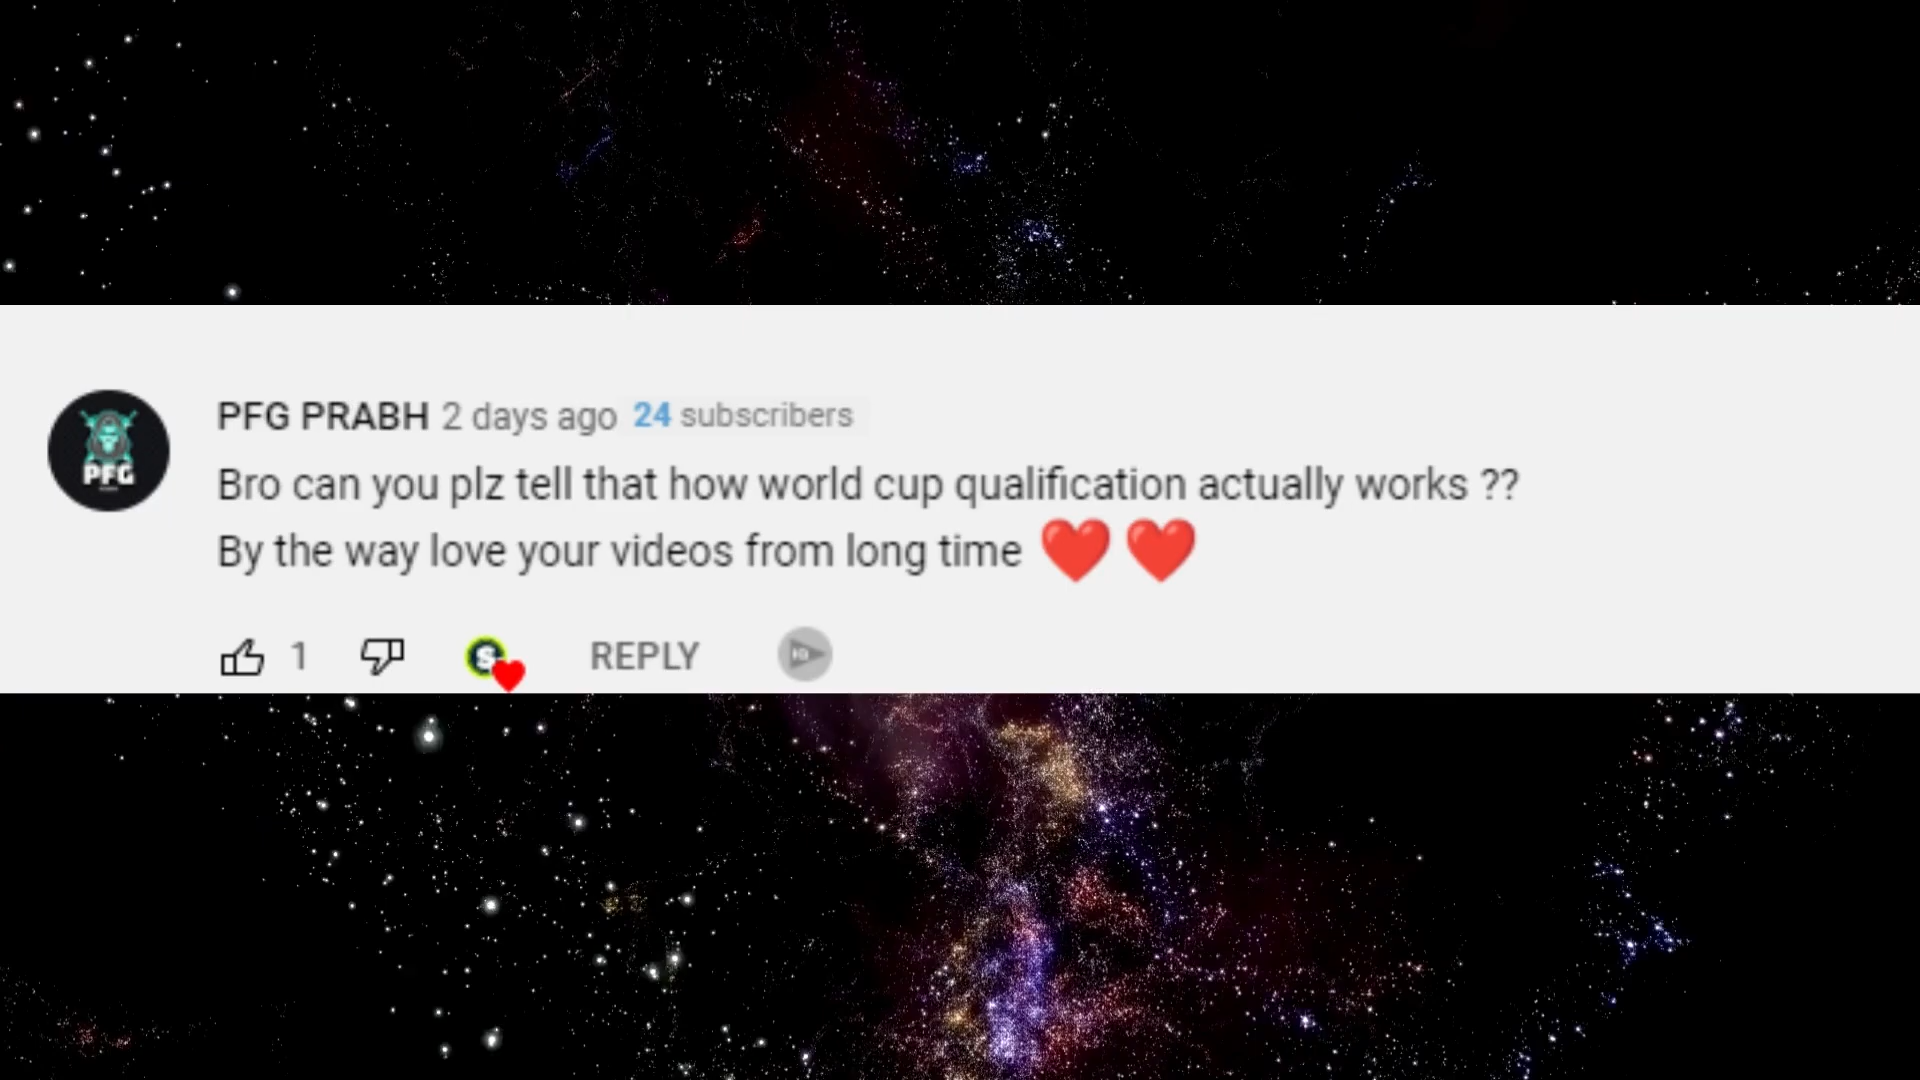 PFG PRABH 2 days ago 24 subscribers
Bro can you plz tell that how world cup qualification actually works ??
By the way love your videos from long time ❤️❤️
1 S REPLY
PFG